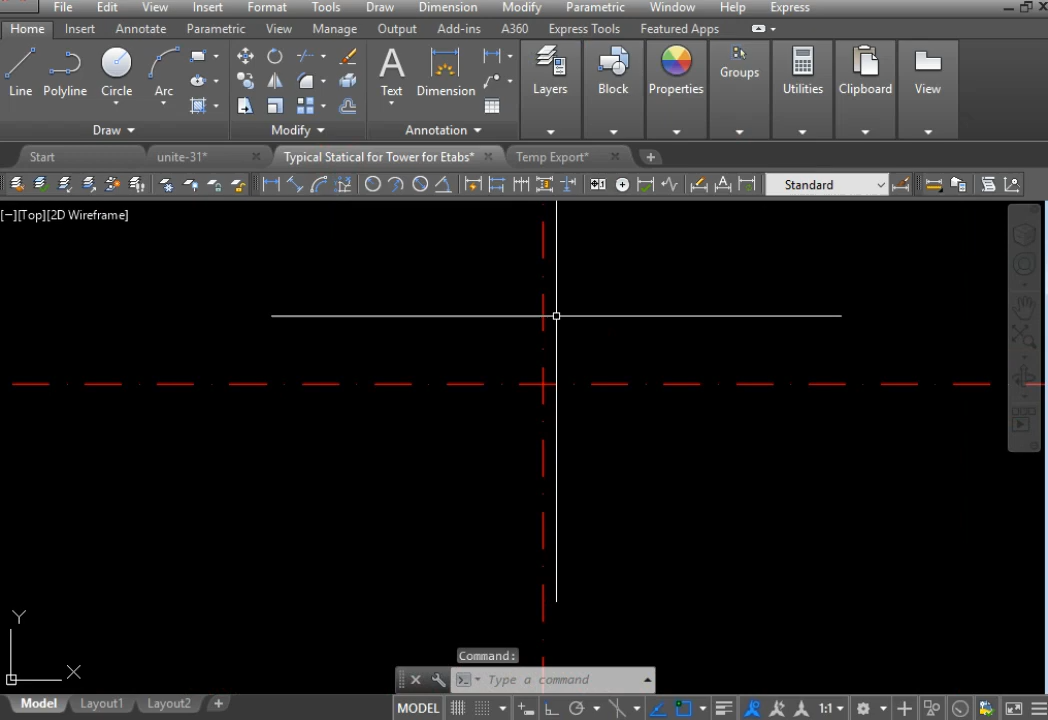 File Edit View Insert Format Tools Draw Dimension Modify Parametric Window Help Express
Home Insert Annotate Parametric View Manage Output Add-ins A360 Express Tools Featured Apps
Line Polyline Circle Arc Text Dimension Layers Block Properties Groups Utilities Clipboard View
Draw Modify Annotation
Start unite-31* Typical Statical for Tower for Etabs* Temp Export*
Standard
[−][Top][2D Wireframe]
Y
X
Command:
Type a command
Model Layout1 Layout2 MODEL 1:1